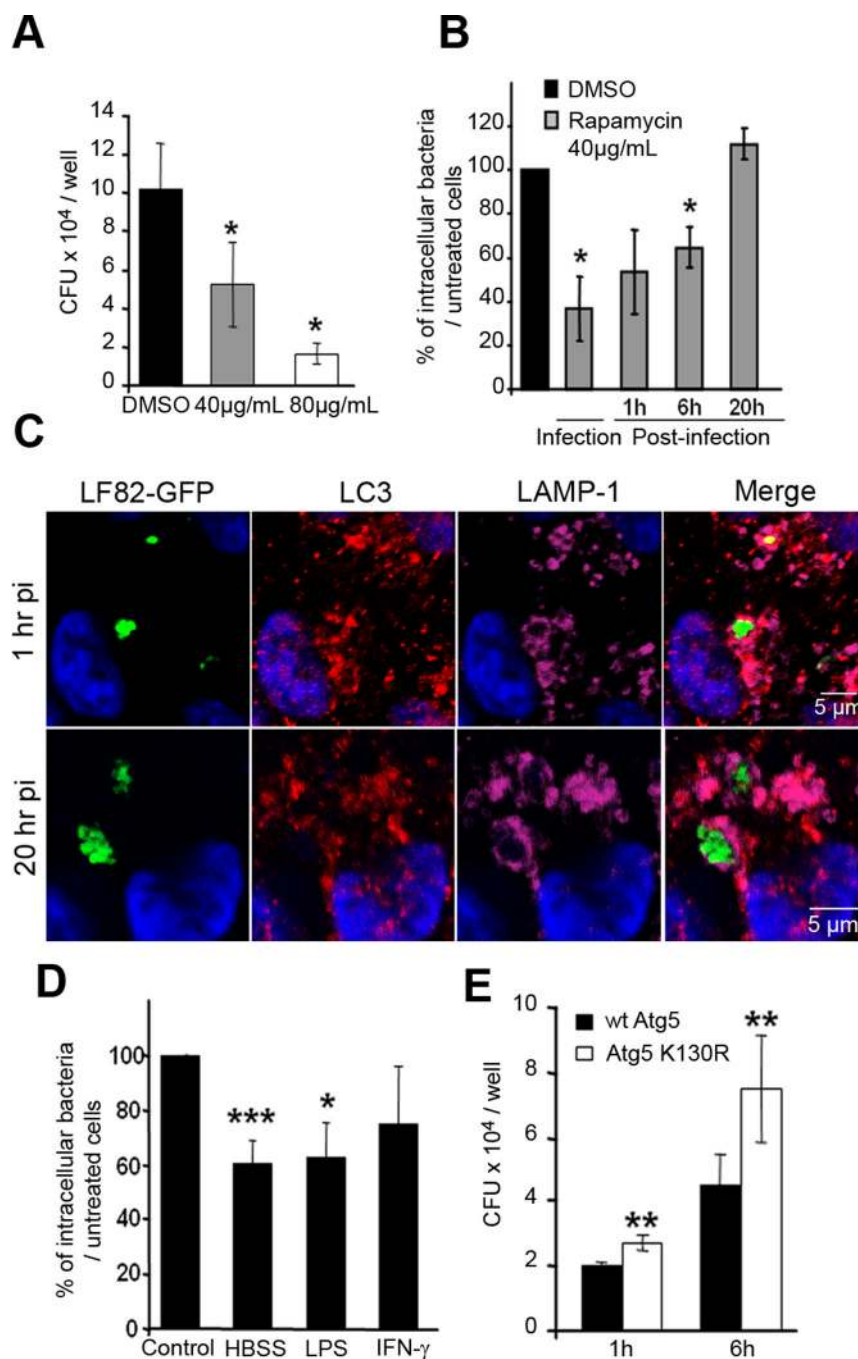 A
CFU x 10⁴ / well
14
12
10
8
6
4
2
0
*
*
DMSO 40µg/mL 80µg/mL
B
% of intracellular bacteria
/ untreated cells
120
100
80
60
40
20
0
DMSO
Rapamycin
40µg/mL
*
*
1h 6h 20h
Infection Post-infection
C
LF82-GFP LC3 LAMP-1 Merge
1 hr pi
5 µm
20 hr pi
5 µm
D
% of intracellular bacteria
/ untreated cells
100
80
60
40
20
0
***
*
Control HBSS LPS IFN-γ
E
CFU x 10⁴ / well
10
8
6
4
2
0
wt Atg5
Atg5 K130R
**
**
1h 6h